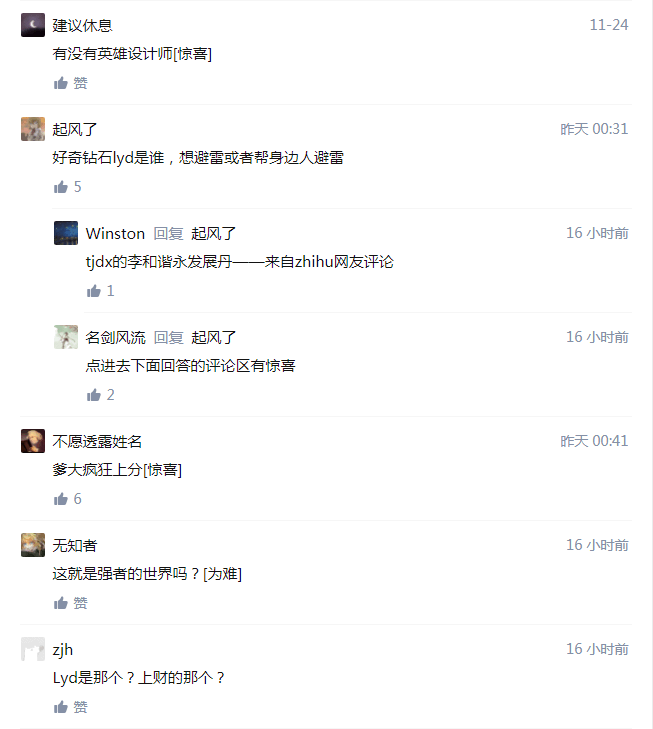 建议休息 11-24
有没有英雄设计师[惊喜]
赞
起风了 昨天 00:31
好奇钻石lyd是谁，想避雷或者帮身边人避雷
5
Winston 回复 起风了 16 小时前
tjdx的李和谐永发展丹——来自zhihu网友评论
1
名剑风流 回复 起风了 16 小时前
点进去下面回答的评论区有惊喜
2
不愿透露姓名 昨天 00:41
爹大疯狂上分[惊喜]
6
无知者 16 小时前
这就是强者的世界吗？[为难]
赞
zjh 16 小时前
Lyd是那个？上财的那个？
赞